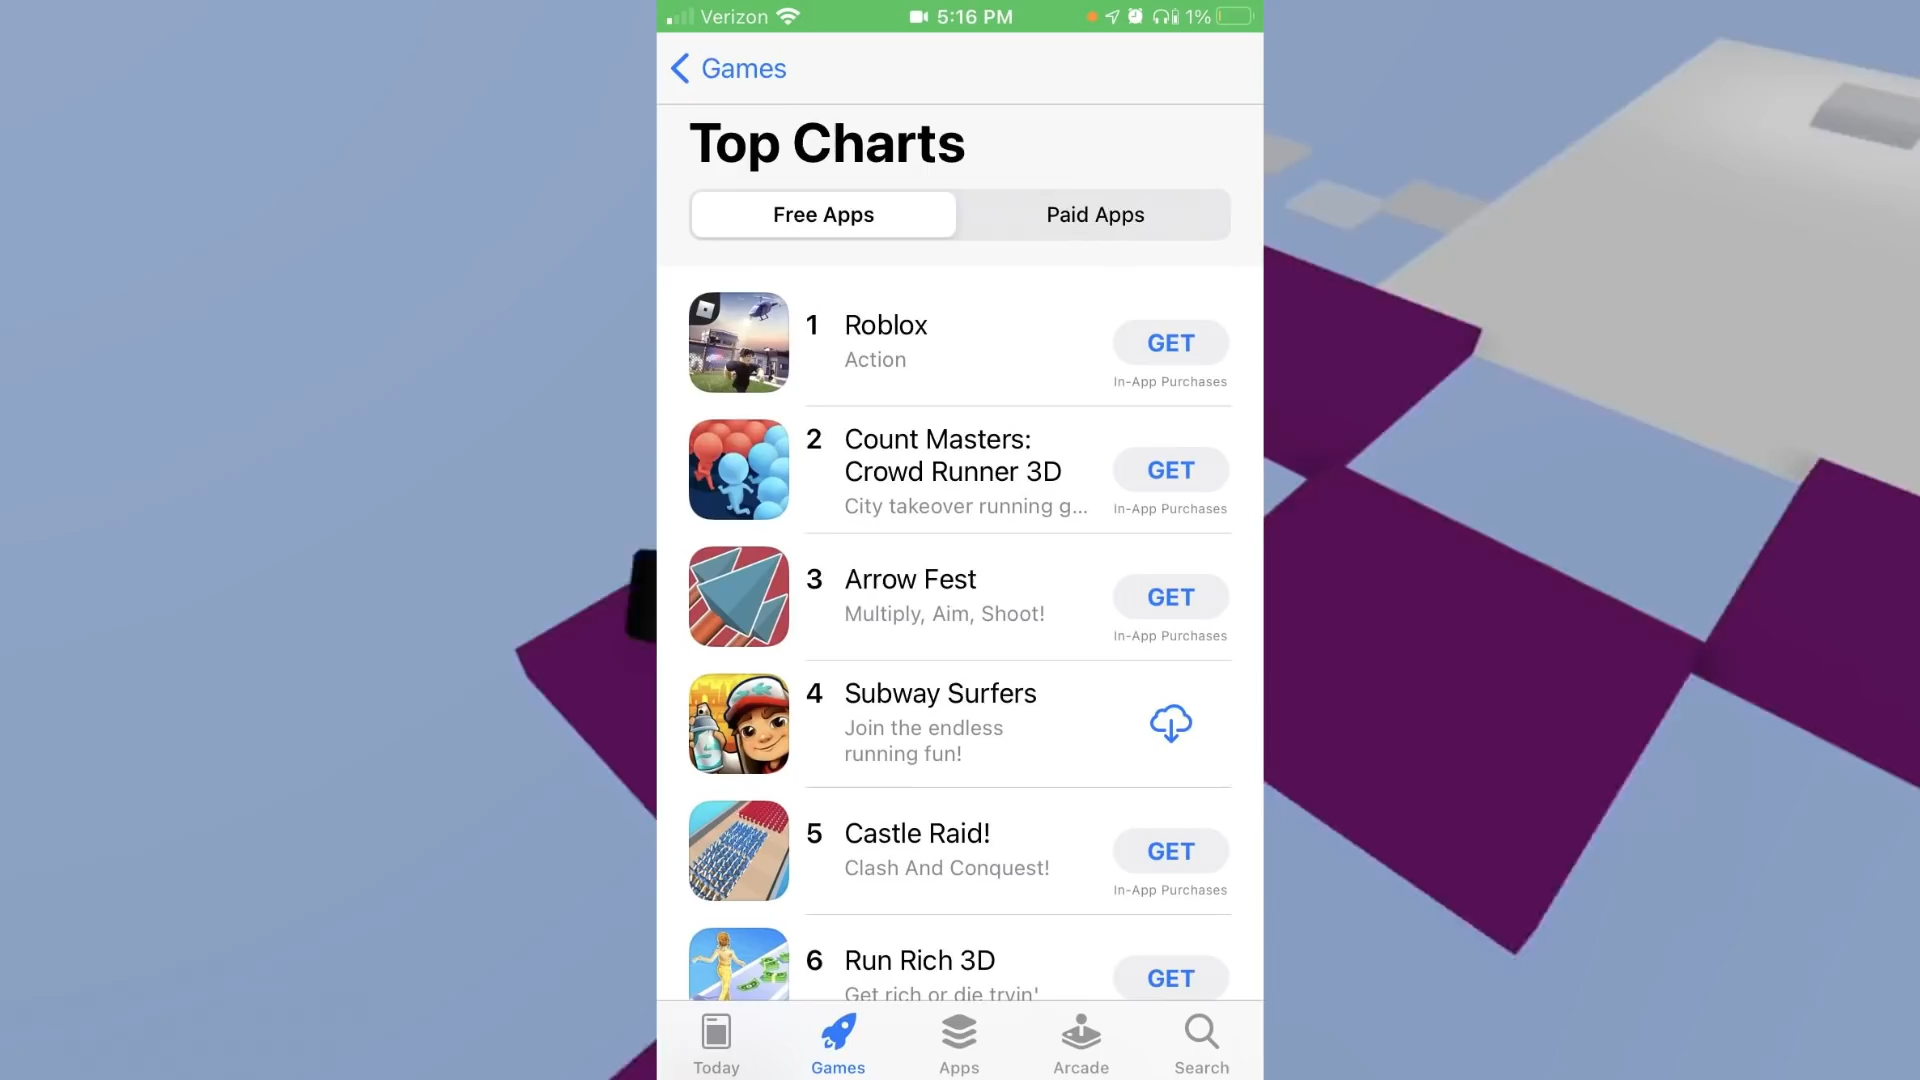 Verizon 5:16 PM 1%
Games
Top Charts
Free Apps Paid Apps
1 Roblox
Action
GET
In-App Purchases
2 Count Masters:
Crowd Runner 3D
City takeover running g...
GET
In-App Purchases
3 Arrow Fest
Multiply, Aim, Shoot!
GET
In-App Purchases
4 Subway Surfers
Join the endless
running fun!
5 Castle Raid!
Clash And Conquest!
GET
In-App Purchases
6 Run Rich 3D
Get rich or die tryin'
GET
Today Games Apps Arcade Search